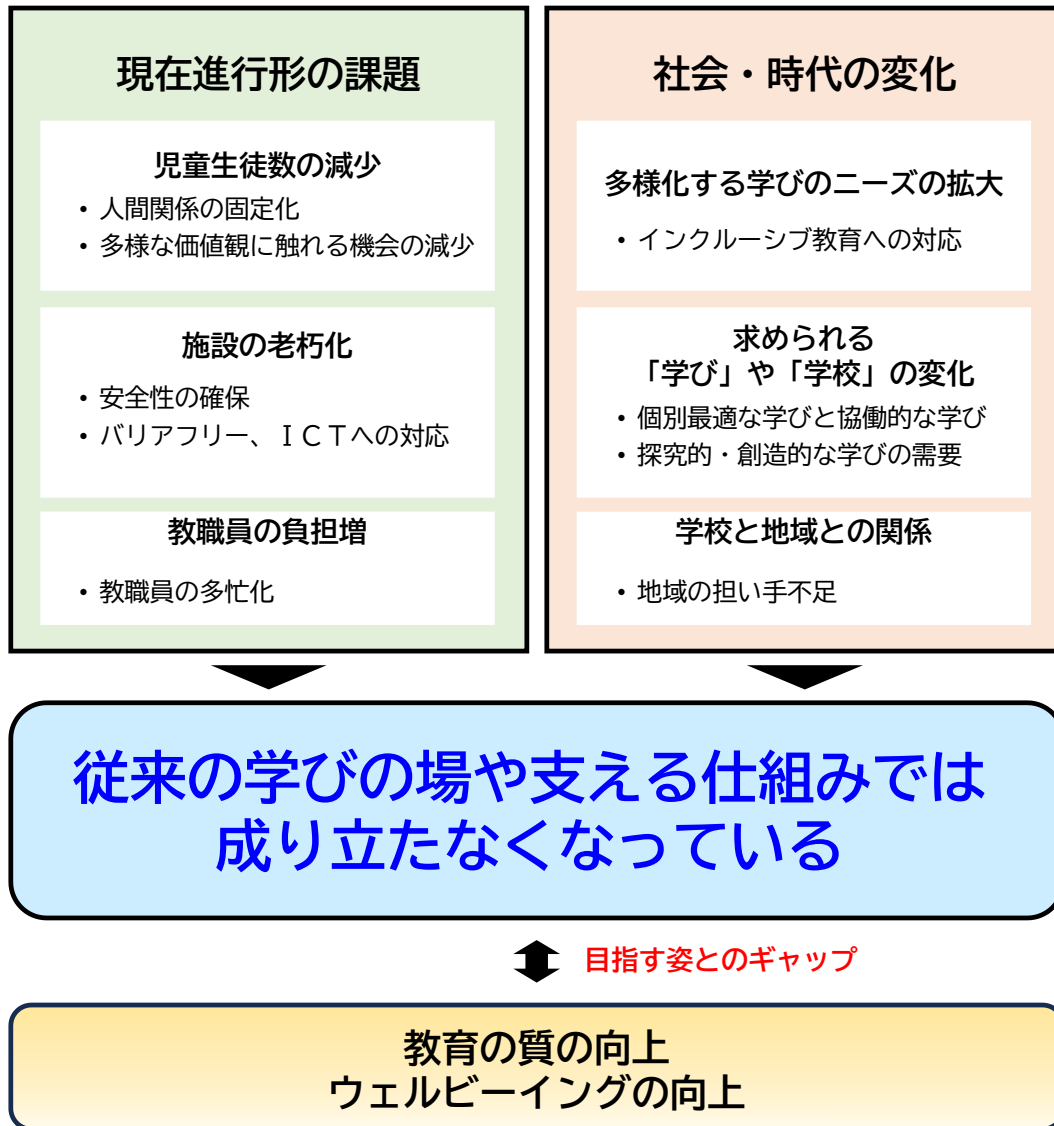 現在進行形の課題
児童生徒数の減少
• 人間関係の固定化
• 多様な価値観に触れる機会の減少
施設の老朽化
• 安全性の確保
• バリアフリー、ＩＣＴへの対応
教職員の負担増
• 教職員の多忙化
社会・時代の変化
多様化する学びのニーズの拡大
• インクルーシブ教育への対応
求められる
「学び」や「学校」の変化
• 個別最適な学びと協働的な学び
• 探究的・創造的な学びの需要
学校と地域との関係
• 地域の担い手不足
従来の学びの場や支える仕組みでは
成り立たなくなっている
目指す姿とのギャップ
教育の質の向上
ウェルビーイングの向上